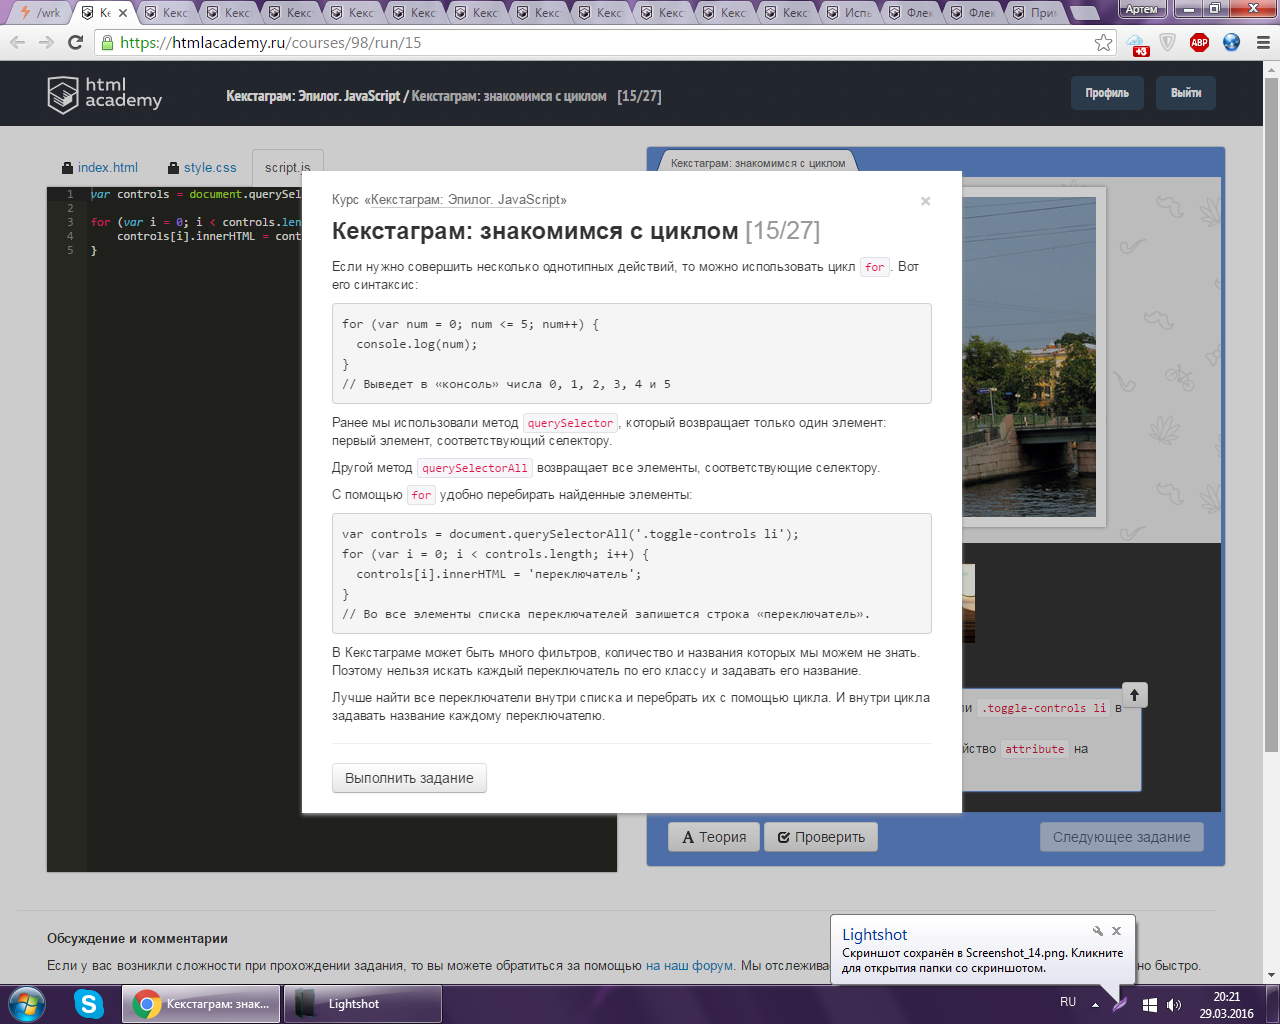 /wrk
Ke
Кекст
Кекс
Кекс
Кекс
Кекс
Кекс
Кекс
Кекс
Кекс
Кекст
Кекс
Испы
Флек
Флек
Прим
Артем
https://htmlacademy.ru/courses/98/run/15
+3
ABP
html
academy
Кекстаграм: Эпилог. JavaScript / Кекстаграм: знакомимся с циклом [15/27]
Профиль
Выйти
index.html
style.css
script.js
Кекстаграм: знакомимся с циклом
1 var controls = document.querySel
2
3 for (var i = 0; i < controls.len
4 controls[i].innerHTML = cont
5 }
Курс «Кекстаграм: Эпилог. JavaScript»
×
Кекстаграм: знакомимся с циклом [15/27]
Если нужно совершить несколько однотипных действий, то можно использовать цикл for. Вот
его синтаксис:
for (var num = 0; num <= 5; num++) {
console.log(num);
}
// Выведет в «консоль» числа 0, 1, 2, 3, 4 и 5
Ранее мы использовали метод querySelector, который возвращает только один элемент:
первый элемент, соответствующий селектору.
Другой метод querySelectorAll возвращает все элементы, соответствующие селектору.
С помощью for удобно перебирать найденные элементы:
var controls = document.querySelectorAll('.toggle-controls li');
for (var i = 0; i < controls.length; i++) {
controls[i].innerHTML = 'переключатель';
}
// Во все элементы списка переключателей запишется строка «переключатель».
В Кекстаграме может быть много фильтров, количество и названия которых мы можем не знать.
Поэтому нельзя искать каждый переключатель по его классу и задавать его название.
Лучше найти все переключатели внутри списка и перебрать их с помощью цикла. И внутри цикла
задавать название каждому переключателю.
Выполнить задание
ли .toggle-controls li в
йство attribute на
Теория
Проверить
Следующее задание
Обсуждение и комментарии
Если у вас возникли сложности при прохождении задания, то вы можете обратиться за помощью на наш форум. Мы отслежива
но быстро.
Lightshot
Скриншот сохранён в Screenshot_14.png. Кликните
для открытия папки со скриншотом.
Кекстаграм: знак...
Lightshot
RU
20:21
29.03.2016